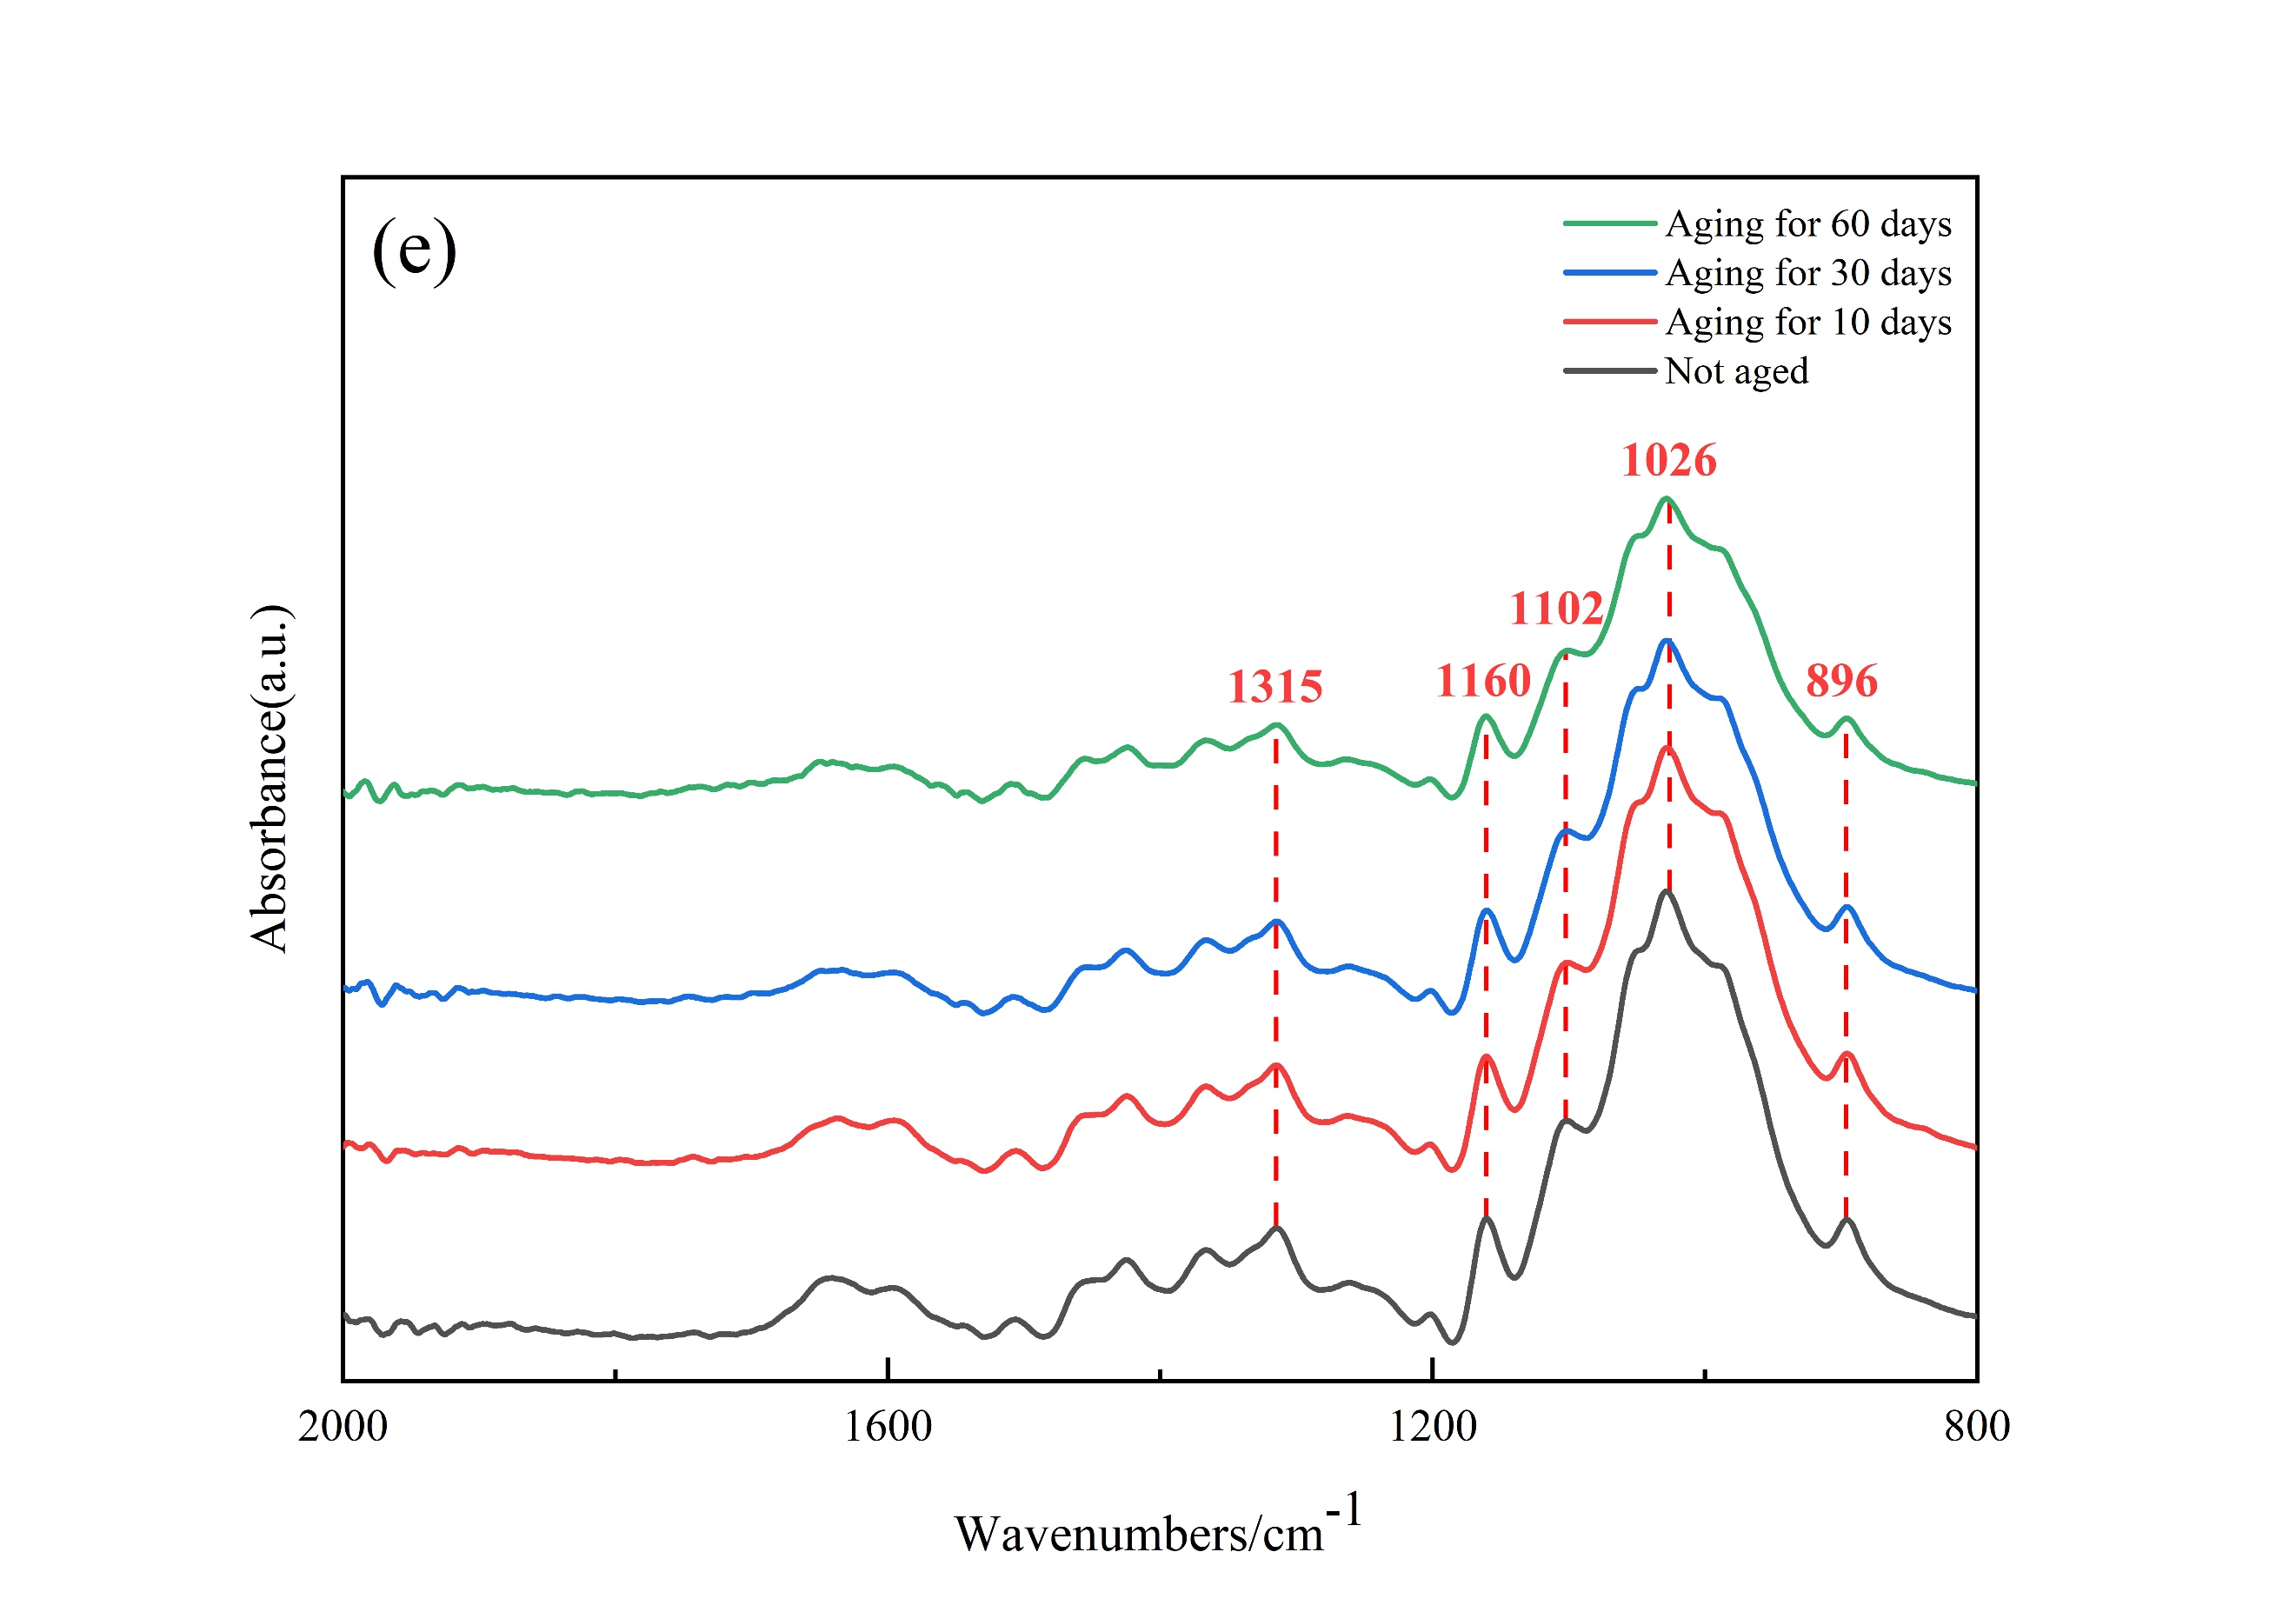 (e)
Aging for 60 days
Aging for 30 days
Aging for 10 days
Not aged
1026
1102
1315
1160
896
Absorbance(a.u.)
2000
1600
1200
800
Wavenumbers/cm⁻¹